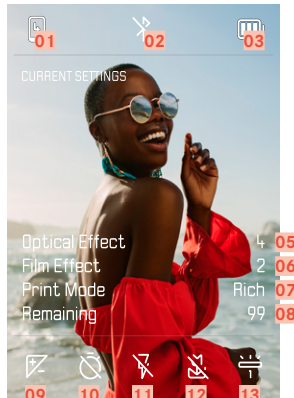 01 02 03
CURRENT SETTINGS
Optical Effect 4 05
Film Effect 2 06
Print Mode Rich 07
Remaining 99 08
09 10 11 12 13